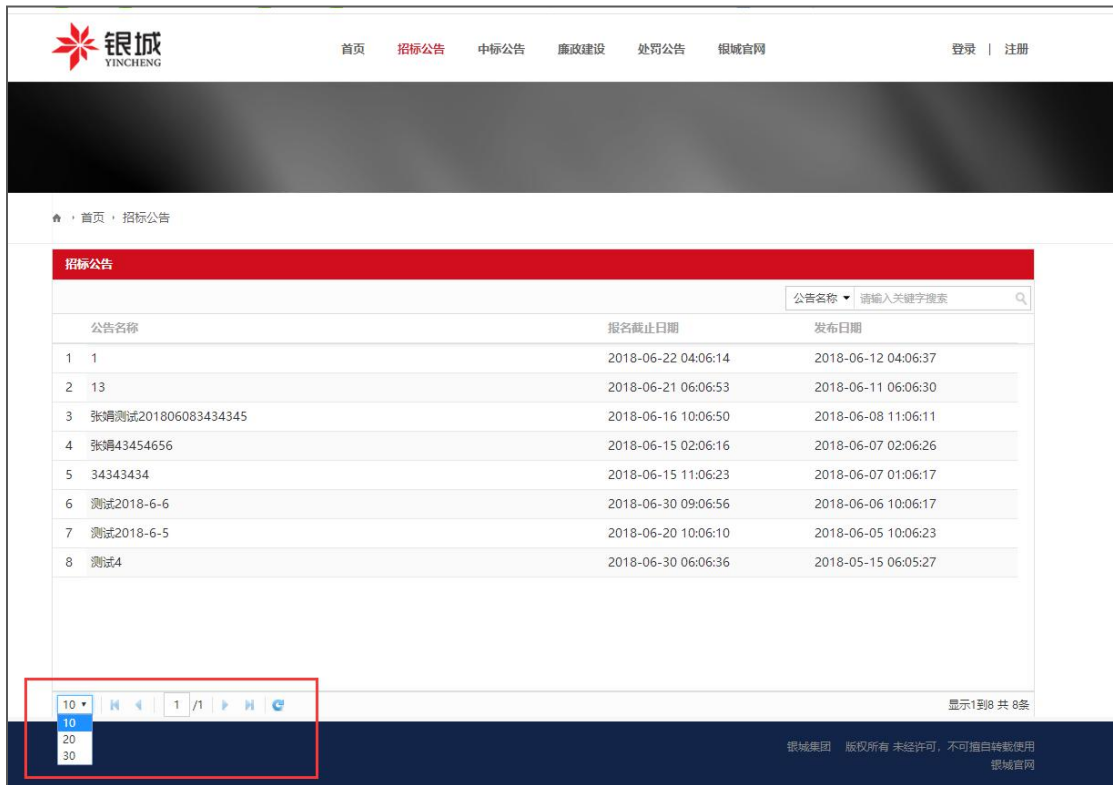 银城
YINCHENG
首页 招标公告 中标公告 廉政建设 处罚公告 银城官网 登录 | 注册
首页 招标公告
招标公告
公告名称 请输入关键字搜索
公告名称 报名截止日期 发布日期
1 1 2018-06-22 04:06:14 2018-06-12 04:06:37
2 13 2018-06-21 06:06:53 2018-06-11 06:06:30
3 张娟测试201806083434345 2018-06-16 10:06:50 2018-06-08 11:06:11
4 张娟43454656 2018-06-15 02:06:16 2018-06-07 02:06:26
5 34343434 2018-06-15 11:06:23 2018-06-07 01:06:17
6 测试2018-6-6 2018-06-30 09:06:56 2018-06-06 10:06:17
7 测试2018-6-5 2018-06-20 10:06:10 2018-06-05 10:06:23
8 测试4 2018-06-30 06:06:36 2018-05-15 06:05:27
10 1 /1 显示1到8 共 8条
10
20
30
银城集团 版权所有 未经许可，不可擅自转载使用
银城官网